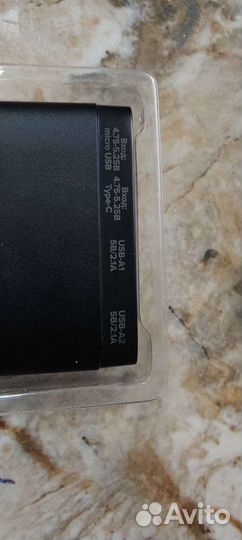 Вход:
4.75-5.25В
micro USB
Вход:
4.75-5.25В
Type-C
USB-A1
5В/2.1А
USB-A2
5В/2.1А
Avito